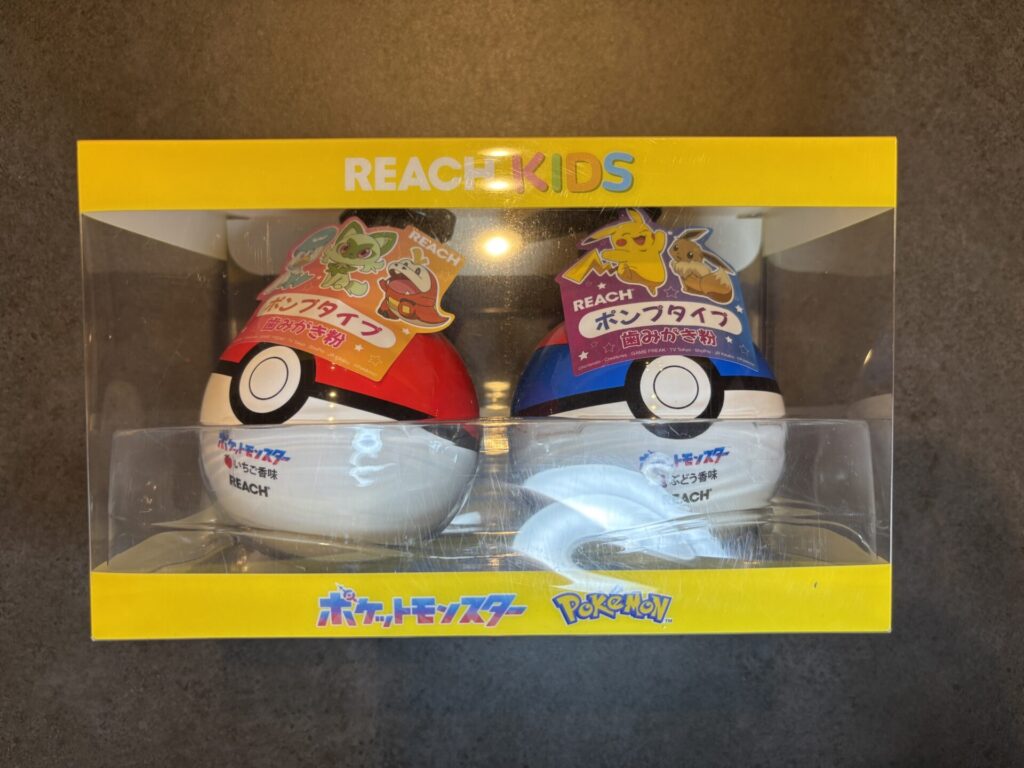 REACH KIDS
REACH
ポンプタイプ
歯みがき粉
REACH
ポンプタイプ
歯みがき粉
ポケットモンスター
いちご香味
REACH
ポケットモンスター
ぶどう香味
REACH
ポケットモンスター POKéMON